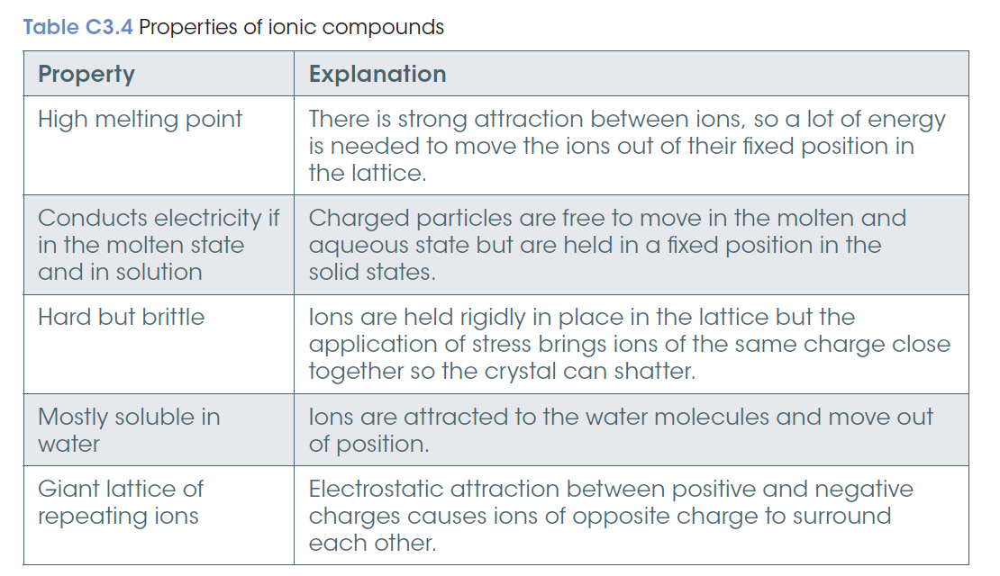 Table C3.4 Properties of ionic compounds
Property
Explanation
High melting point
There is strong attraction between ions, so a lot of energy
is needed to move the ions out of their fixed position in
the lattice.
Conducts electricity if
in the molten state
and in solution
Charged particles are free to move in the molten and
aqueous state but are held in a fixed position in the
solid states.
Hard but brittle
Ions are held rigidly in place in the lattice but the
application of stress brings ions of the same charge close
together so the crystal can shatter.
Mostly soluble in
water
Ions are attracted to the water molecules and move out
of position.
Giant lattice of
repeating ions
Electrostatic attraction between positive and negative
charges causes ions of opposite charge to surround
each other.